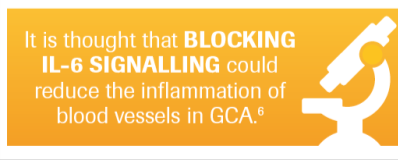 It is thought that BLOCKING
IL-6 SIGNALLING could
reduce the inflammation of
blood vessels in GCA.⁶